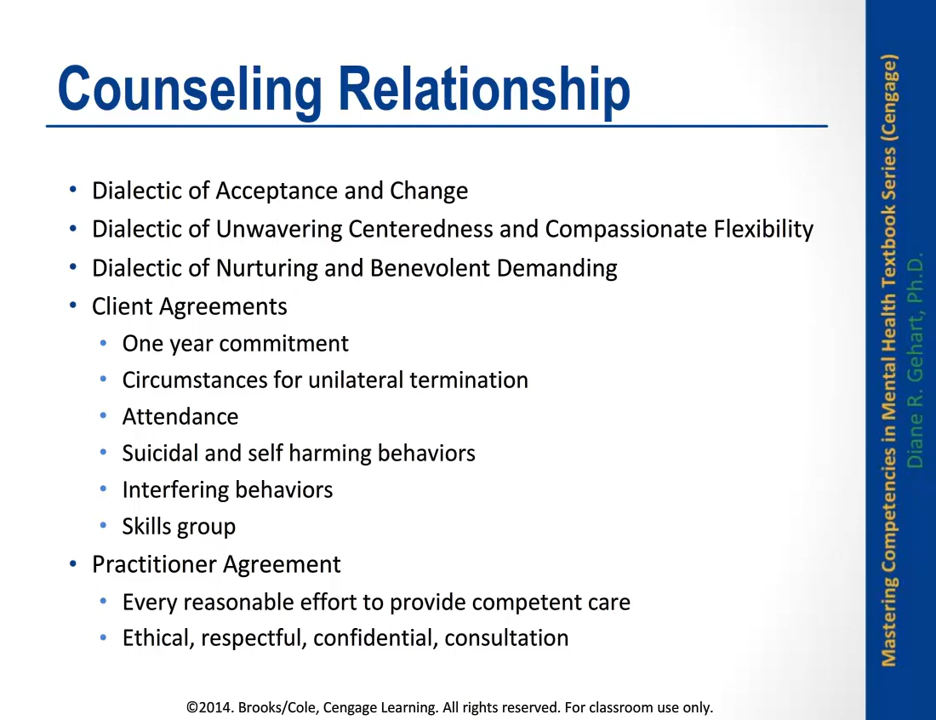 Counseling Relationship
• Dialectic of Acceptance and Change
• Dialectic of Unwavering Centeredness and Compassionate Flexibility
• Dialectic of Nurturing and Benevolent Demanding
• Client Agreements
• One year commitment
• Circumstances for unilateral termination
• Attendance
• Suicidal and self harming behaviors
• Interfering behaviors
• Skills group
• Practitioner Agreement
• Every reasonable effort to provide competent care
• Ethical, respectful, confidential, consultation
©2014. Brooks/Cole, Cengage Learning. All rights reserved. For classroom use only.
Mastering Competencies in Mental Health Textbook Series (Cengage)
Diane R. Gehart, Ph.D.